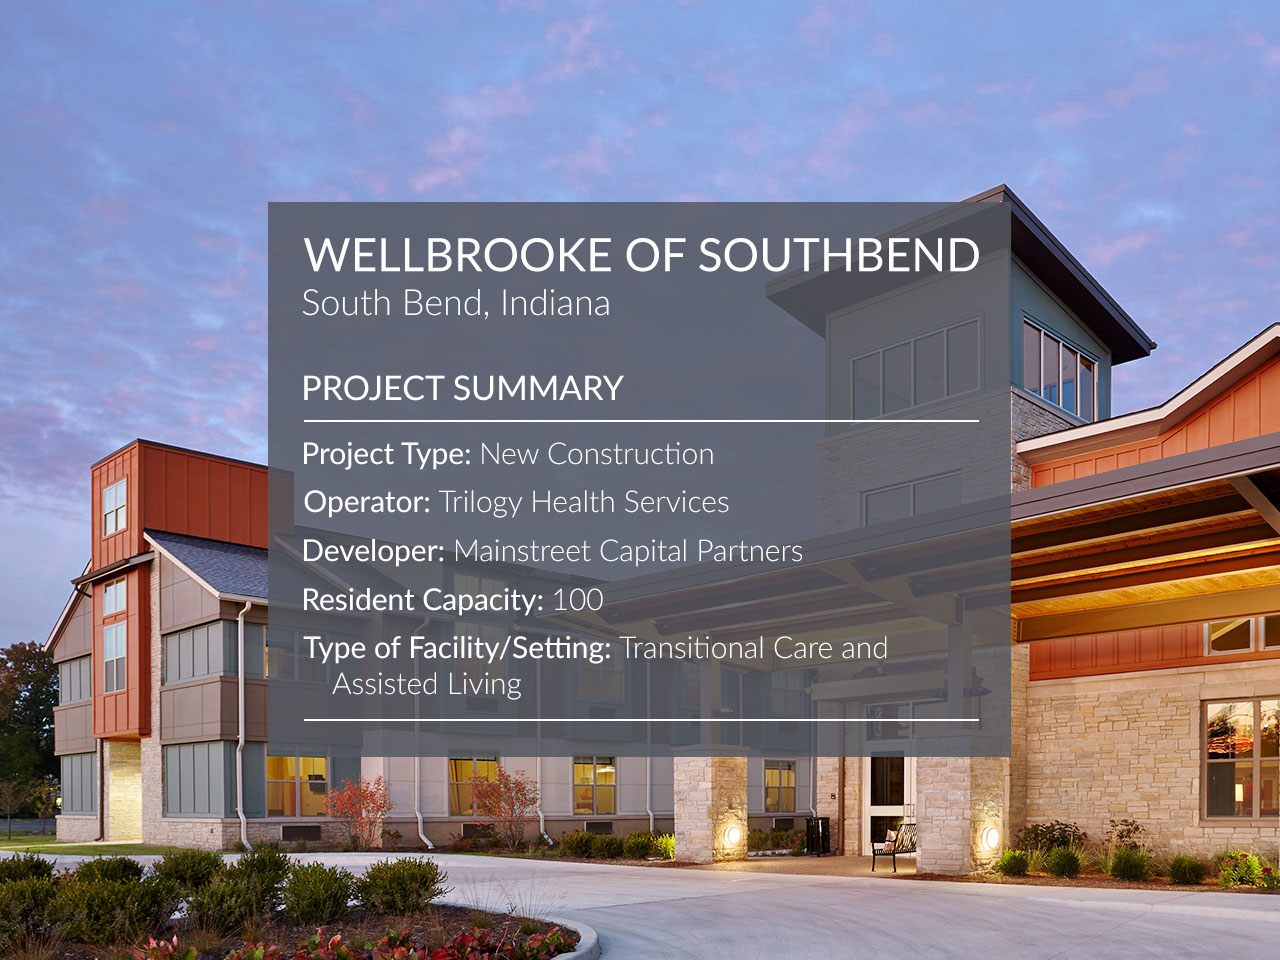 WELLBROOKE OF SOUTHBEND
South Bend, Indiana
PROJECT SUMMARY
Project Type: New Construction
Operator: Trilogy Health Services
Developer: Mainstreet Capital Partners
Resident Capacity: 100
Type of Facility/Setting: Transitional Care and
Assisted Living